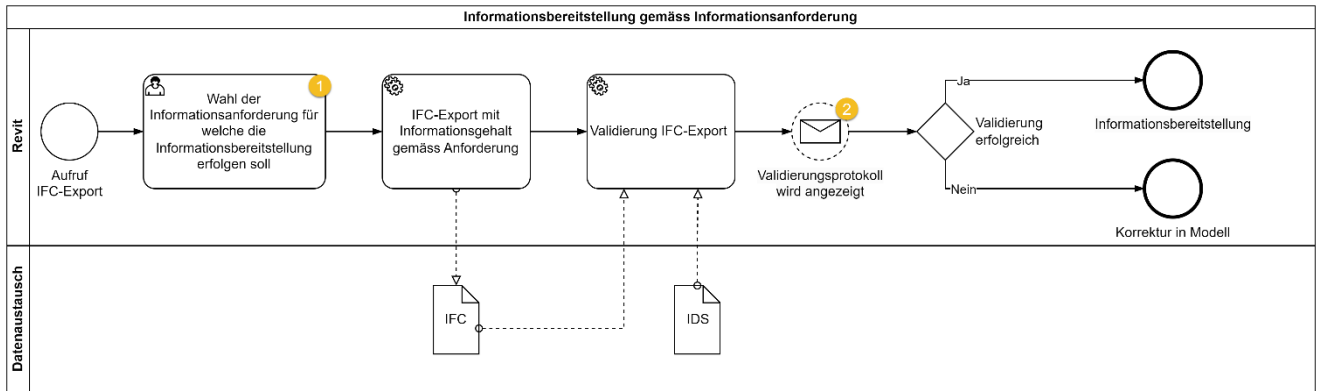 Informationsbereitstellung gemäss Informationsanforderung
Revit
Aufruf
IFC-Export
1
Wahl der
Informationsanforderung für
welche die
Informationsbereitstellung
erfolgen soll
IFC-Export mit
Informationsgehalt
gemäss Anforderung
Validierung IFC-Export
2
Validierungsprotokoll
wird angezeigt
Validierung
erfolgreich
Ja
Informationsbereitstellung
Nein
Korrektur in Modell
Datenaustausch
IFC
IDS